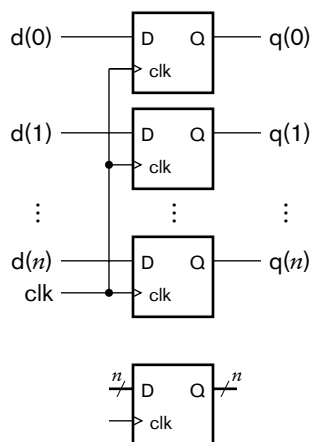 d(0) D Q q(0)
clk
d(1) D Q q(1)
clk
⋮ ⋮ ⋮
d(n) D Q q(n)
clk clk
n n
D Q
clk